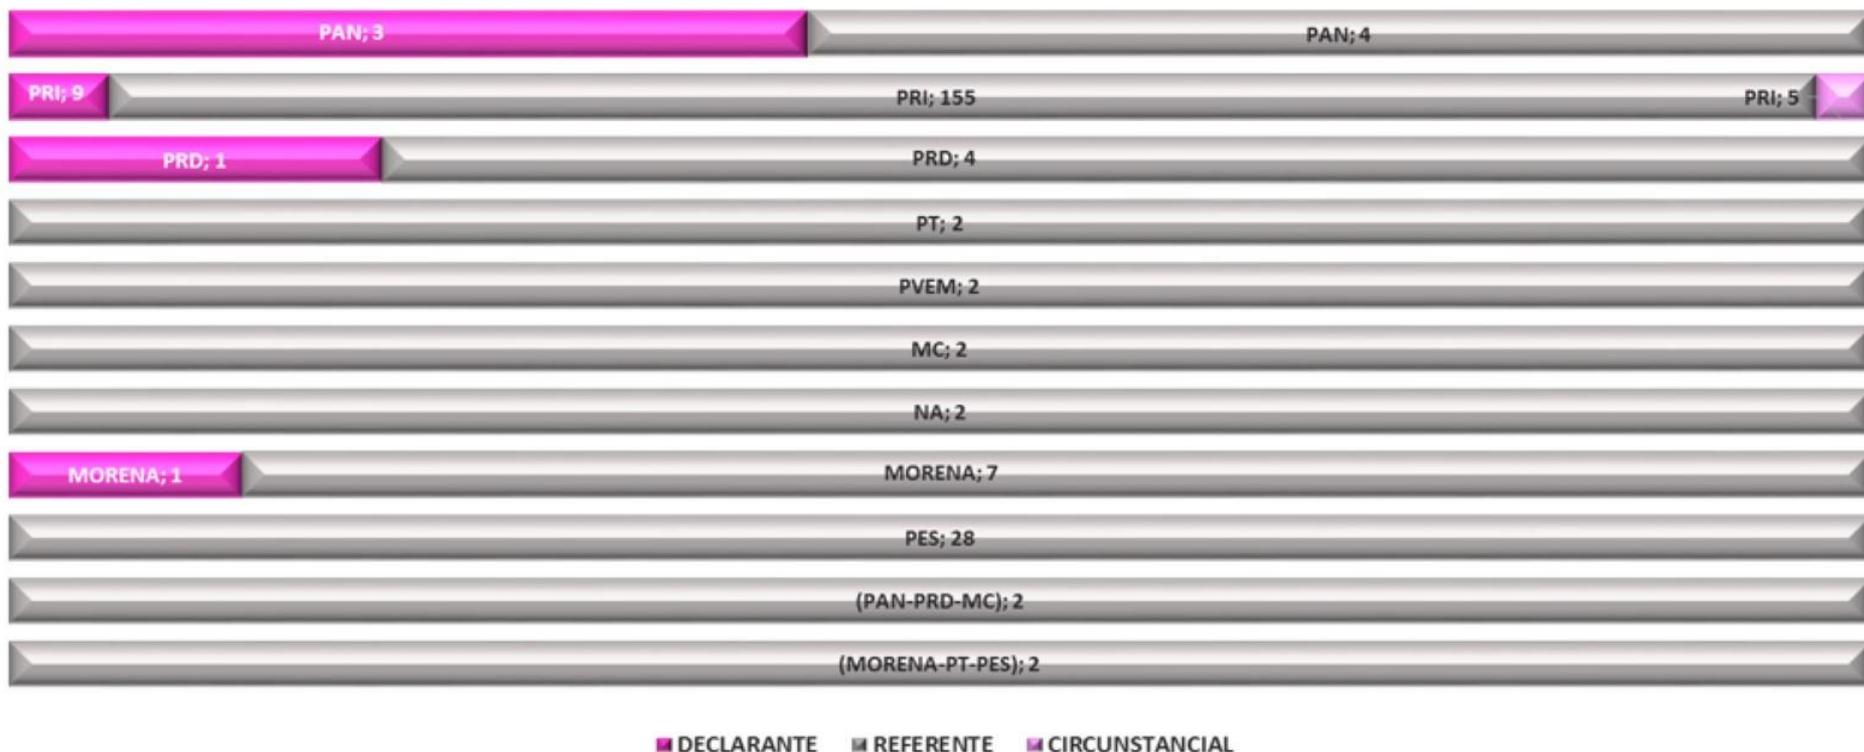 PAN; 3 PAN; 4
PRI; 9 PRI; 155 PRI; 5
PRD; 1 PRD; 4
PT; 2
PVEM; 2
MC; 2
NA; 2
MORENA; 1 MORENA; 7
PES; 28
(PAN-PRD-MC); 2
(MORENA-PT-PES); 2
DECLARANTE REFERENTE CIRCUNSTANCIAL